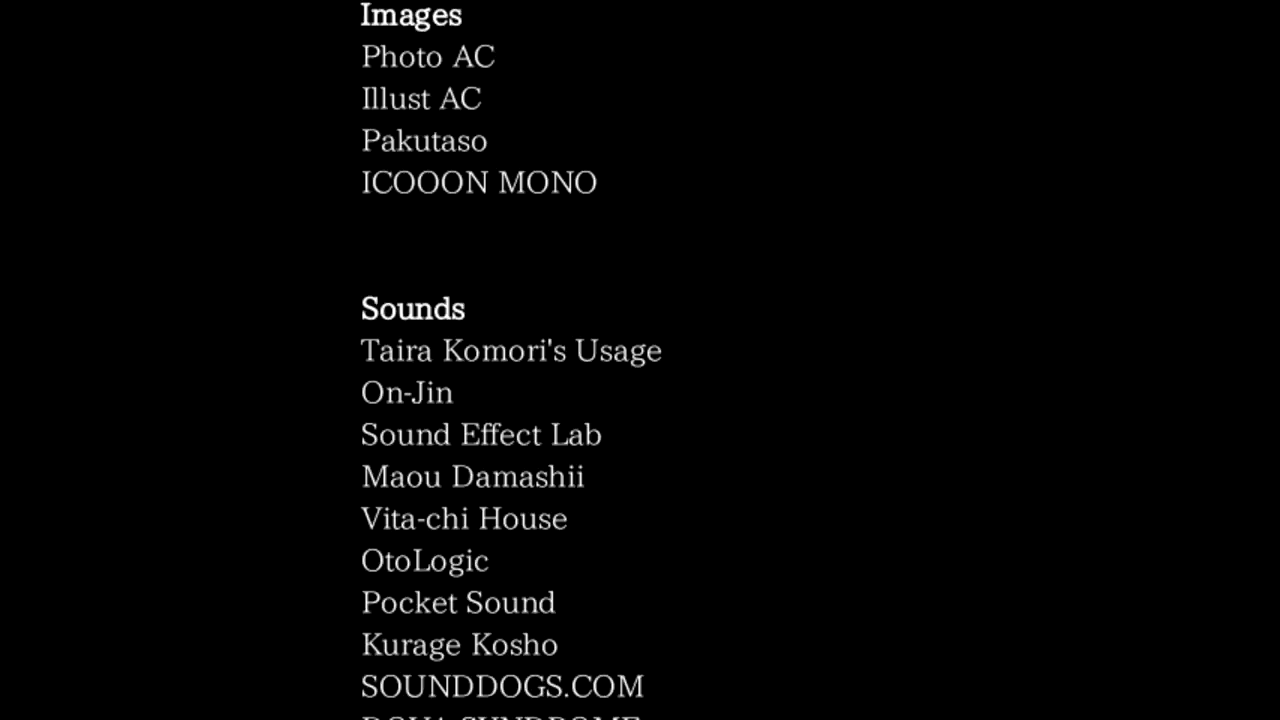 Images
Photo AC
Illust AC
Pakutaso
ICOOON MONO
Sounds
Taira Komori's Usage
On-Jin
Sound Effect Lab
Maou Damashii
Vita-chi House
OtoLogic
Pocket Sound
Kurage Kosho
SOUNDDOGS.COM